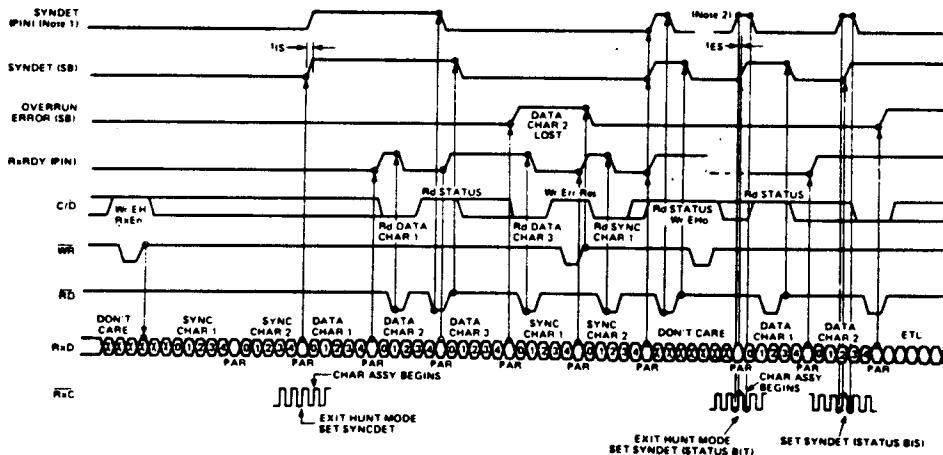 SYNDET
(PIN) (Note 1)
(Note 2)
tIS
tES
SYNDET (SB)
OVERRUN
ERROR (SB)
DATA
CHAR 2
LOST
RxRDY (PIN)
Rd STATUS
Wr Err Res
Rd STATUS
C/D
Wr EH
RxEn
Rd DATA
CHAR 1
Rd DATA
CHAR 3
Rd SYNC
CHAR 1
Rd STATUS
Wr EHo
WR
RD
DON'T
CARE
SYNC
CHAR 1
SYNC
CHAR 2
DATA
CHAR 1
DATA
CHAR 2
DATA
CHAR 3
SYNC
CHAR 1
SYNC
CHAR 2
DON'T CARE
DATA
CHAR 1
DATA
CHAR 2
ETC
RxD
PAR PAR PAR PAR PAR PAR PAR PAR PAR
RxC
CHAR ASSY BEGINS
EXIT HUNT MODE
SET SYNCDET
CHAR ASSY
BEGINS
EXIT HUNT MODE
SET SYNDET (STATUS BIT)
SET SYNDET (STATUS BIS)